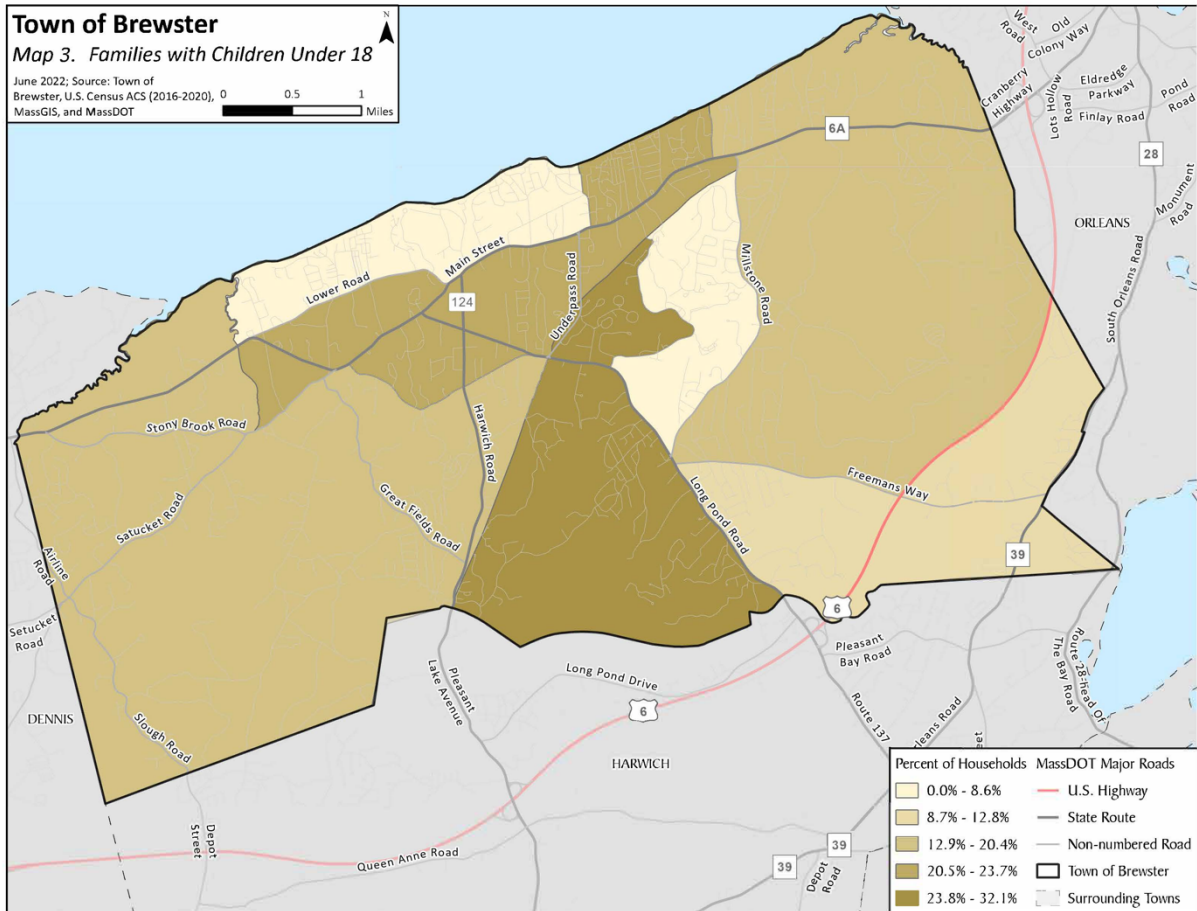 Town of Brewster
Map 3. Families with Children Under 18
June 2022; Source: Town of
Brewster, U.S. Census ACS (2016-2020),
MassGIS, and MassDOT
0 0.5 1
Miles
N
West
Road
Old
Colony Way
Cranberry
Highway
Lots Hollow
Road
Eldredge
Parkway
Pond
Road
Finlay Road
6A
28
Monument
Road
ORLEANS
South Orleans Road
Main Street
Lower Road
124
Underpass Road
Millstone Road
Stony Brook Road
Harwich Road
Satucket Road
Great Fields Road
Long Pond Road
Freemans Way
Airline
Road
Setucket
Road
39
6
Pleasant
Bay Road
Long Pond Drive
Pleasant
Lake Avenue
Route 28-head Of
The Bay Road
DENNIS
Slough Road
6
Route 137
rleans Road
reet
HARWICH
Depot
Street
Queen Anne Road
39
39
Depot
Road
Percent of Households
0.0% - 8.6%
8.7% - 12.8%
12.9% - 20.4%
20.5% - 23.7%
23.8% - 32.1%
MassDOT Major Roads
U.S. Highway
State Route
Non-numbered Road
Town of Brewster
Surrounding Towns